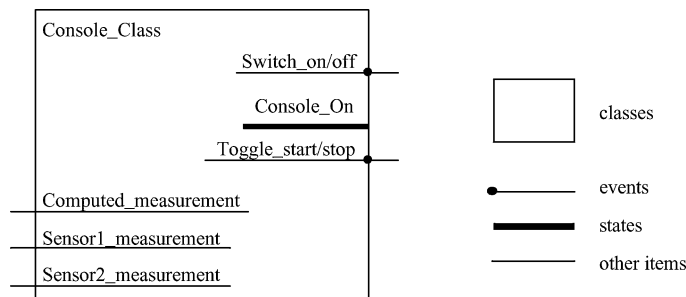 Console_Class
Switch_on/off
Console_On
Toggle_start/stop
Computed_measurement
Sensor1_measurement
Sensor2_measurement
classes
events
states
other items